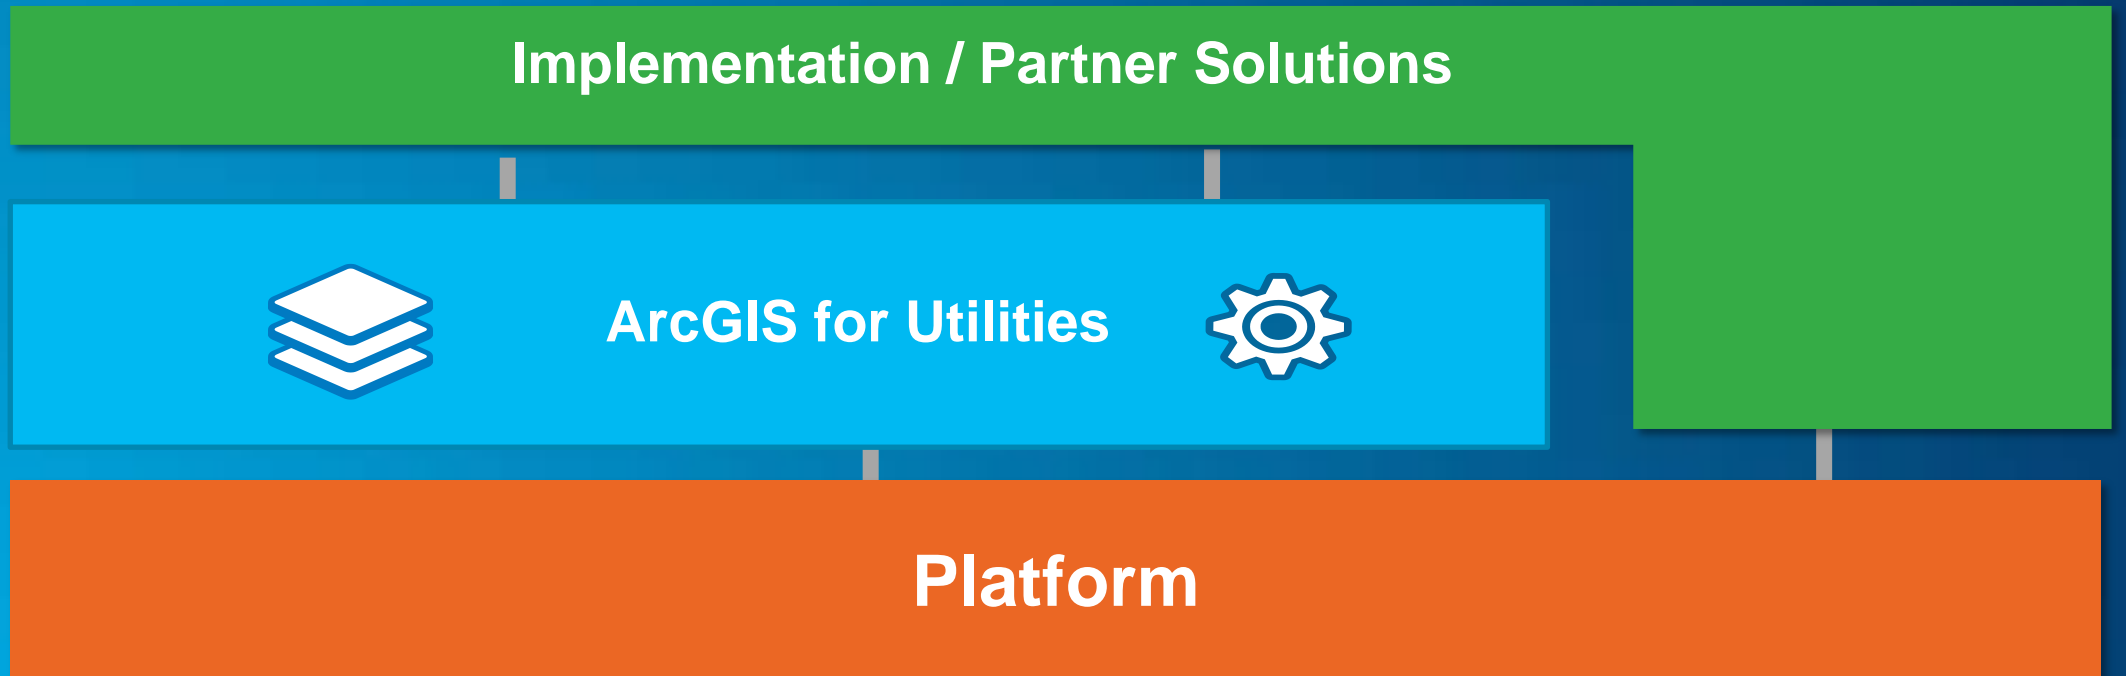 Implementation / Partner Solutions
ArcGIS for Utilities
Platform